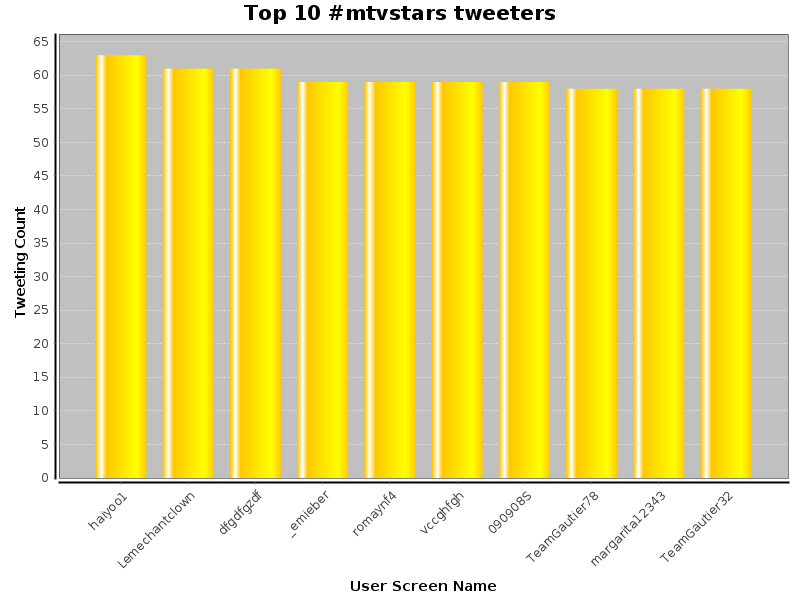 Top 10 #mtvstars tweeters
Tweeting Count
65
60
55
50
45
40
35
30
25
20
15
10
5
0
haiyoo1
Lemechantclown
dfgdfgzdf
_emieber
romaynf4
vccghfgh
090908S
TeamGautier78
margarita12343
TeamGautier32
User Screen Name